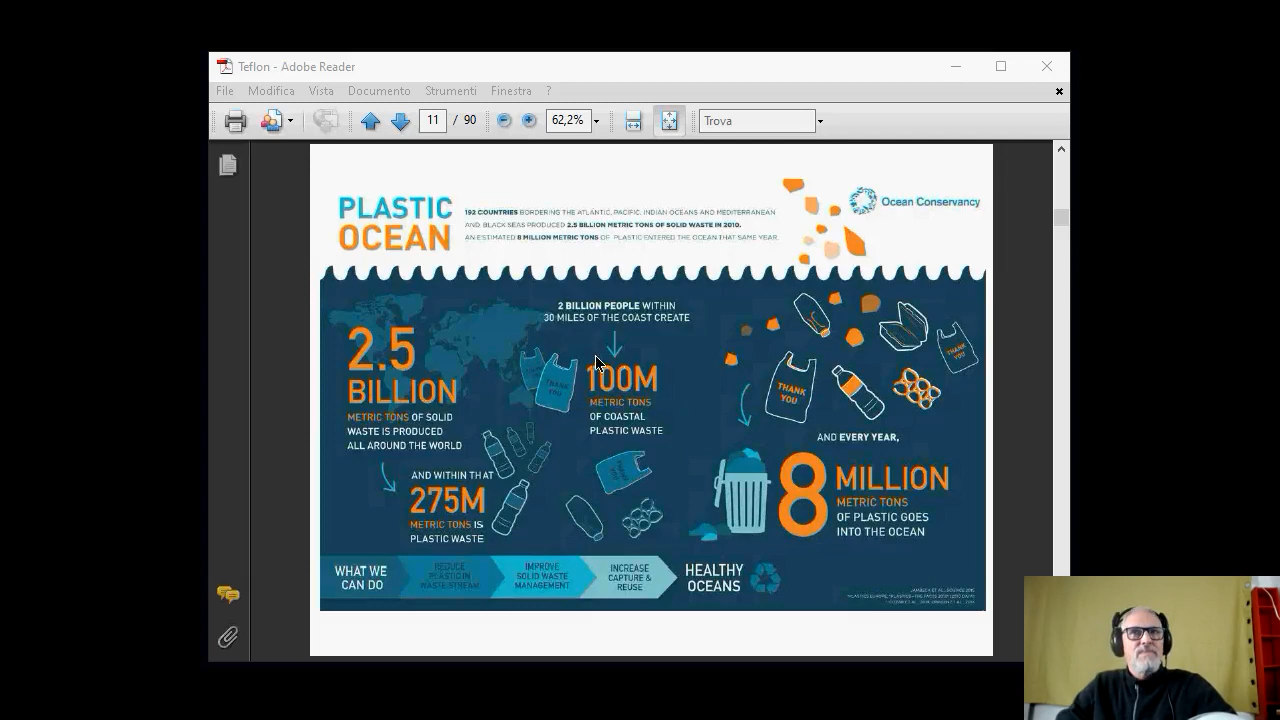 Teflon - Adobe Reader
File Modifica Vista Documento Strumenti Finestra ?
11 / 90 62,2% Trova
PLASTIC
OCEAN
192 COUNTRIES BORDERING THE ATLANTIC, PACIFIC, INDIAN OCEANS AND MEDITERRANEAN
AND BLACK SEAS PRODUCED 2.5 BILLION METRIC TONS OF SOLID WASTE IN 2010.
AN ESTIMATED 8 MILLION METRIC TONS OF PLASTIC ENTERED THE OCEAN THAT SAME YEAR.
Ocean Conservancy
2.5
BILLION
METRIC TONS OF SOLID
WASTE IS PRODUCED
ALL AROUND THE WORLD
AND WITHIN THAT
275M
METRIC TONS IS
PLASTIC WASTE
2 BILLION PEOPLE WITHIN
30 MILES OF THE COAST CREATE
100M
METRIC TONS
OF COASTAL
PLASTIC WASTE
THANK
YOU
THANK
YOU
THANK
YOU
AND EVERY YEAR,
8 MILLION
METRIC TONS
OF PLASTIC GOES
INTO THE OCEAN
WHAT WE
CAN DO
REDUCE
PLASTIC IN
WASTE STREAM
IMPROVE
SOLID WASTE
MANAGEMENT
INCREASE
CAPTURE &
REUSE
HEALTHY
OCEANS